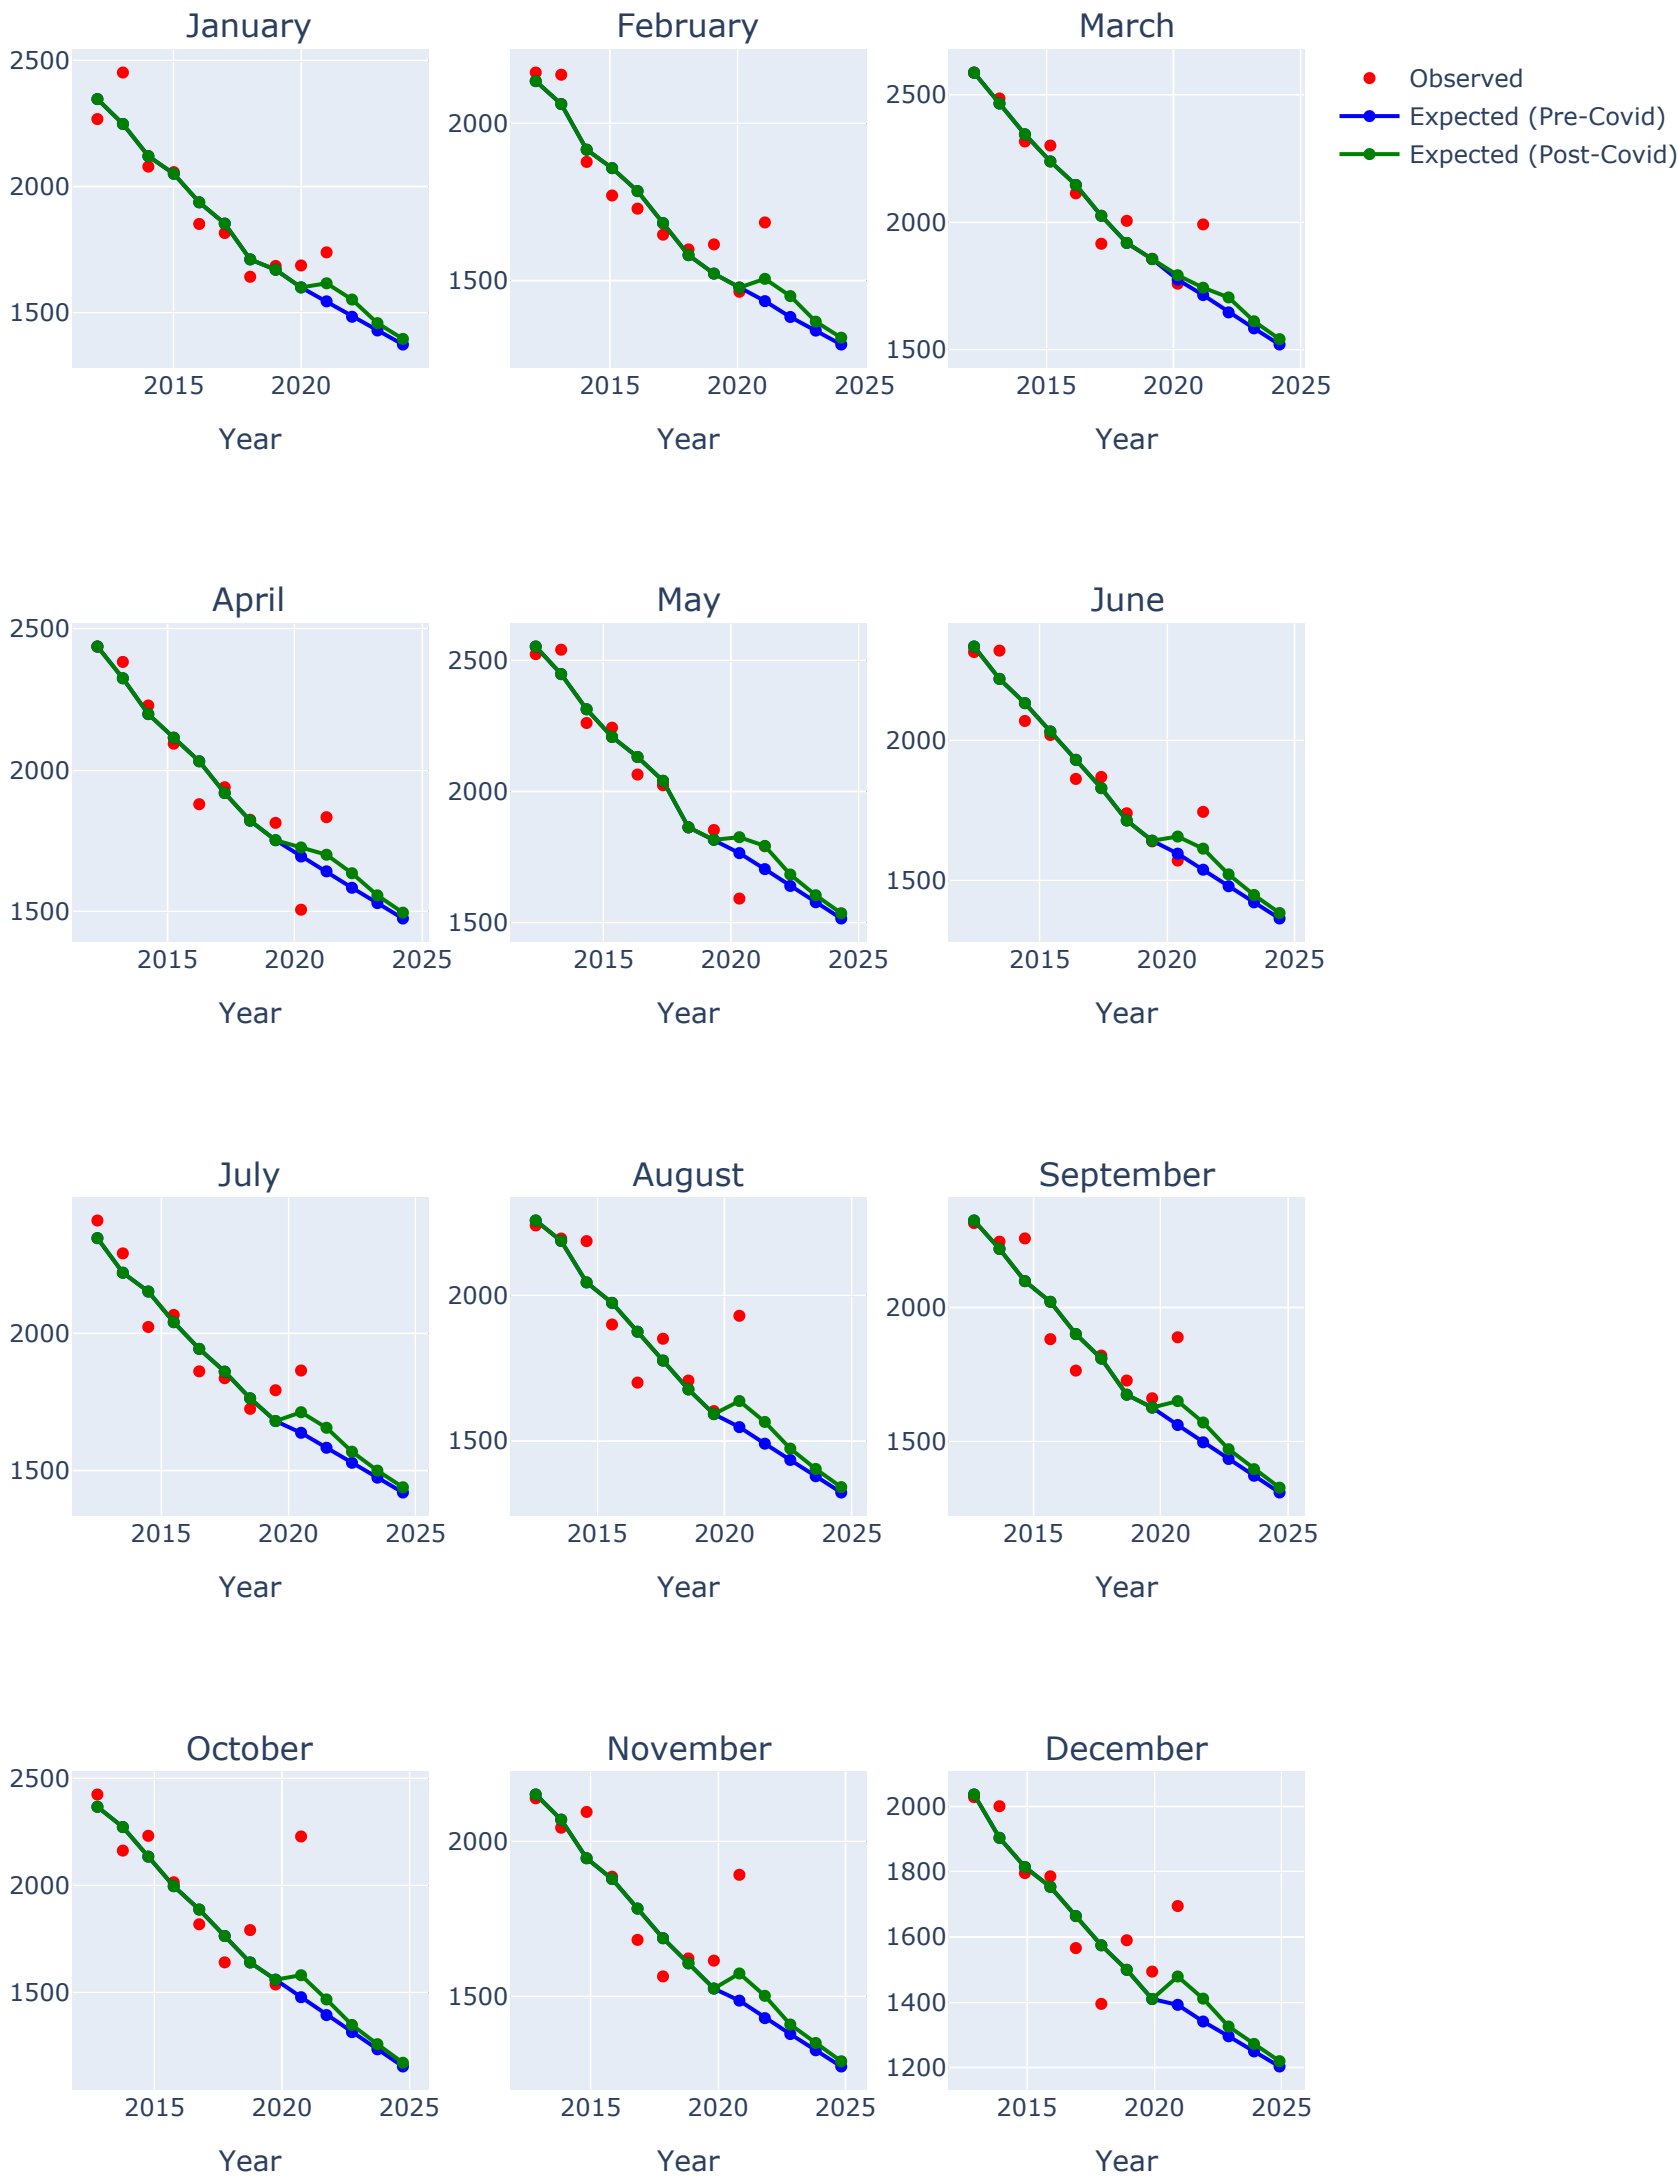 January
February
March
2500
2000
1500
2015
2020
Year
2000
1500
2015
2020
2025
Year
2500
2000
1500
2015
2020
2025
Year
Observed
Expected (Pre-Covid)
Expected (Post-Covid)
April
May
June
2500
2000
1500
2015
2020
2025
Year
2500
2000
1500
2015
2020
2025
Year
2000
1500
2015
2020
2025
Year
July
August
September
2000
1500
2015
2020
2025
Year
2000
1500
2015
2020
2025
Year
2000
1500
2015
2020
2025
Year
October
November
December
2500
2000
1500
2015
2020
2025
Year
2000
1500
2015
2020
2025
Year
2000
1800
1600
1400
1200
2015
2020
2025
Year